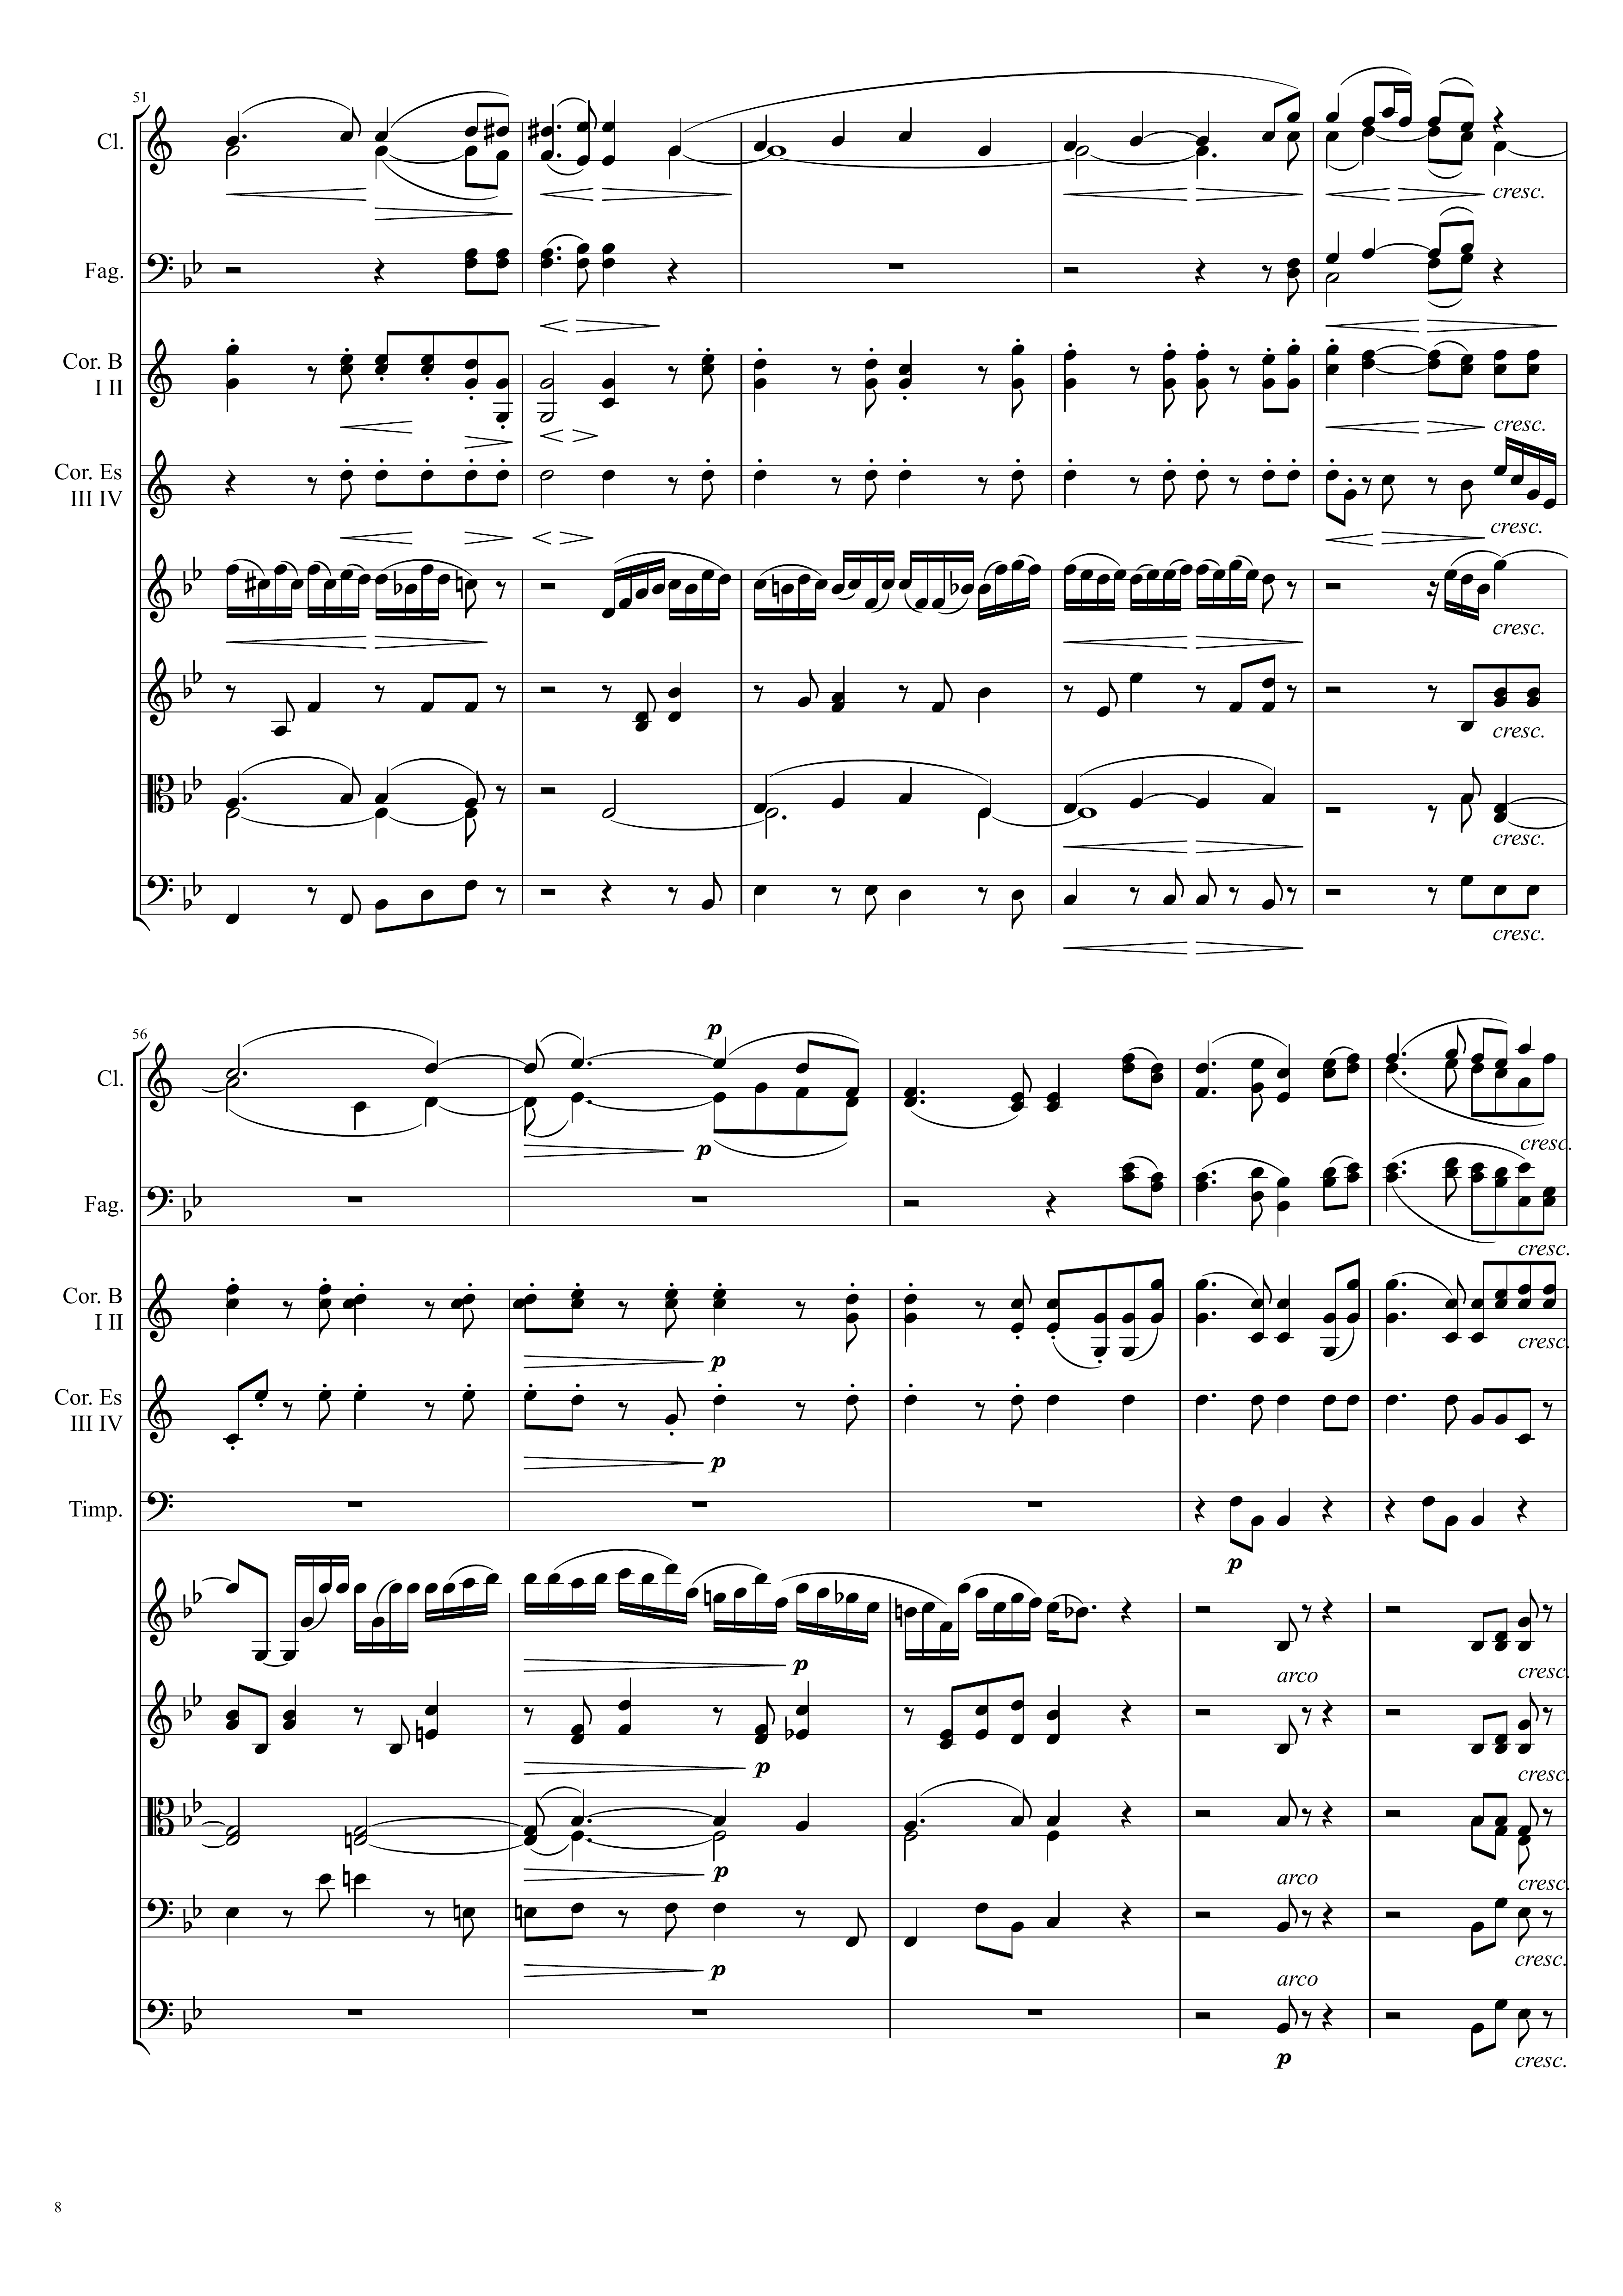 51
Cl.
Fag.
cresc.
Cor. B
I II
cresc.
Cor. Es
III IV
cresc.
cresc.
cresc.
cresc.
cresc.
56
p
Cl.
p
cresc.
Fag.
cresc.
Cor. B
I II
p
cresc.
Cor. Es
III IV
p
Timp.
p
p
cresc.
arco
p
cresc.
p
cresc.
arco
p
cresc.
arco
p
cresc.
8